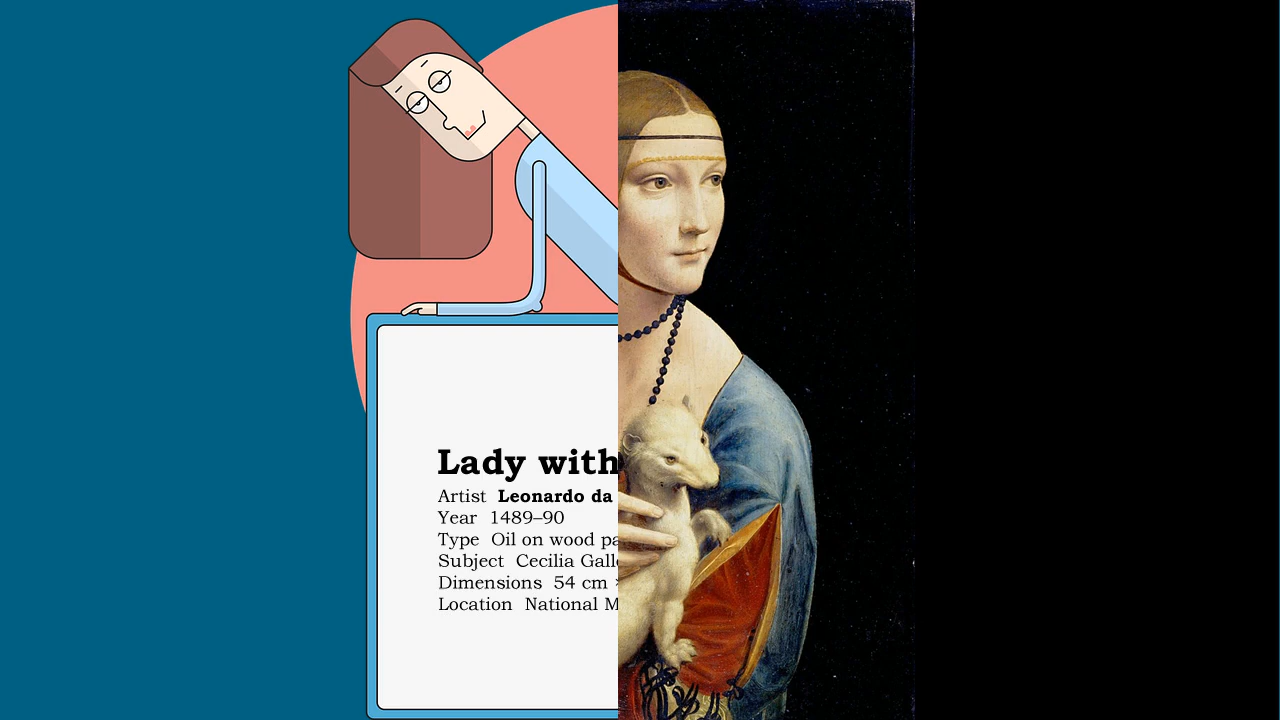 Lady with
Artist Leonardo da
Year 1489–90
Type Oil on wood pa
Subject Cecilia Galle
Dimensions 54 cm
Location National M